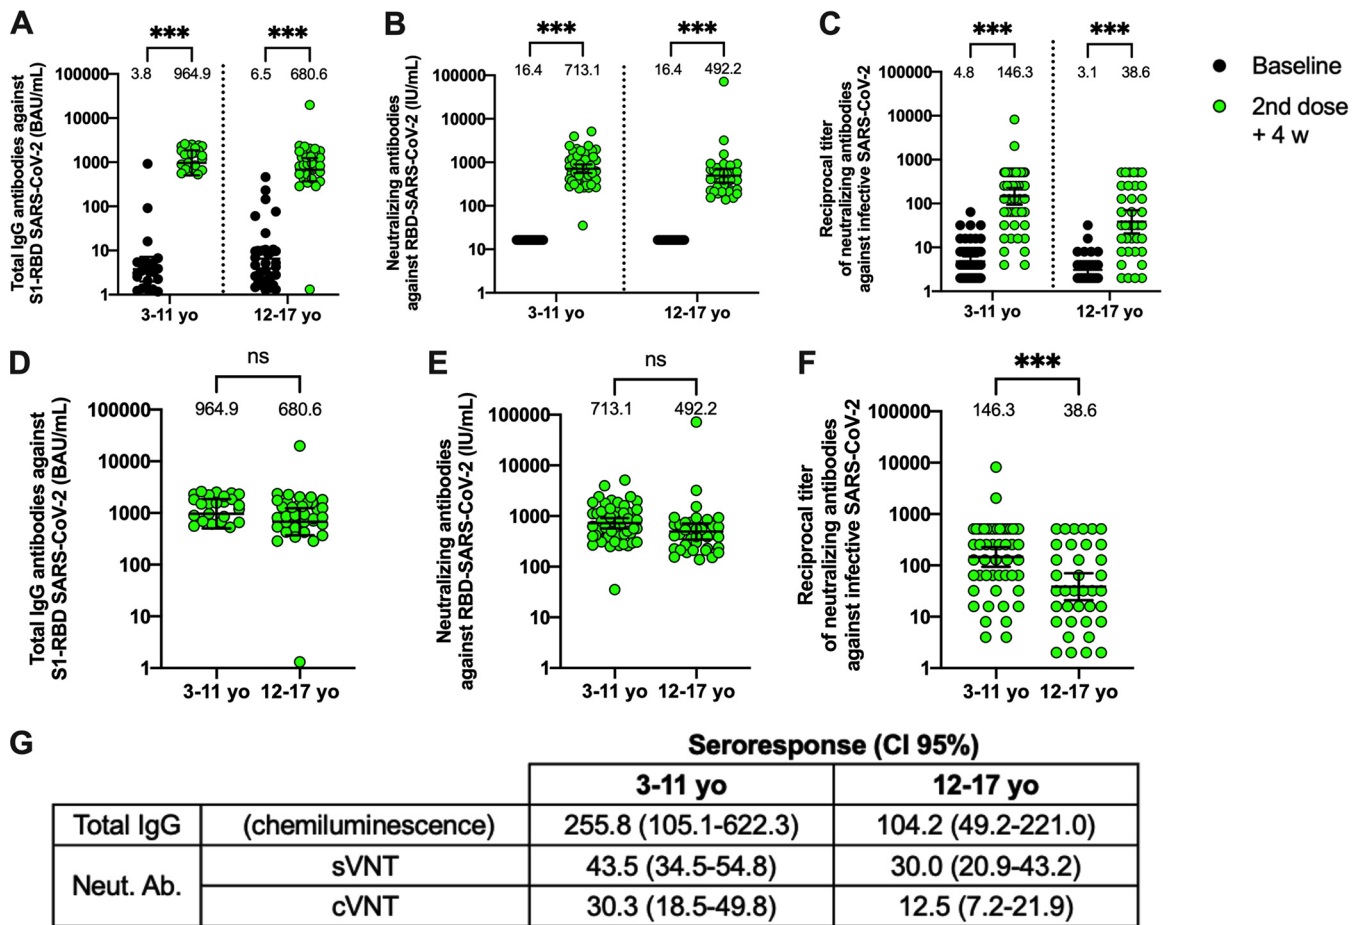 A
Total IgG antibodies against
S1-RBD SARS-CoV-2 (BAU/mL)
*** ***
3.8 964.9 6.5 680.6
100000
10000
1000
100
10
1
3-11 yo 12-17 yo
B
Neutralizing antibodies
against RBD-SARS-CoV-2 (IU/mL)
*** ***
16.4 713.1 16.4 492.2
100000
10000
1000
100
10
1
3-11 yo 12-17 yo
C
Reciprocal titer
of neutralizing antibodies
against infective SARS-CoV-2
*** ***
4.8 146.3 3.1 38.6
100000
10000
1000
100
10
1
3-11 yo 12-17 yo
Baseline
2nd dose
+ 4 w
D
Total IgG antibodies against
S1-RBD SARS-CoV-2 (BAU/mL)
ns
964.9 680.6
100000
10000
1000
100
10
1
3-11 yo 12-17 yo
E
Neutralizing antibodies
against RBD-SARS-CoV-2 (IU/mL)
ns
713.1 492.2
100000
10000
1000
100
10
1
3-11 yo 12-17 yo
F
Reciprocal titer
of neutralizing antibodies
against infective SARS-CoV-2
***
146.3 38.6
100000
10000
1000
100
10
1
3-11 yo 12-17 yo
G
Seroresponse (CI 95%)
3-11 yo 12-17 yo
Total IgG (chemiluminescence) 255.8 (105.1-622.3) 104.2 (49.2-221.0)
Neut. Ab. sVNT 43.5 (34.5-54.8) 30.0 (20.9-43.2)
cVNT 30.3 (18.5-49.8) 12.5 (7.2-21.9)